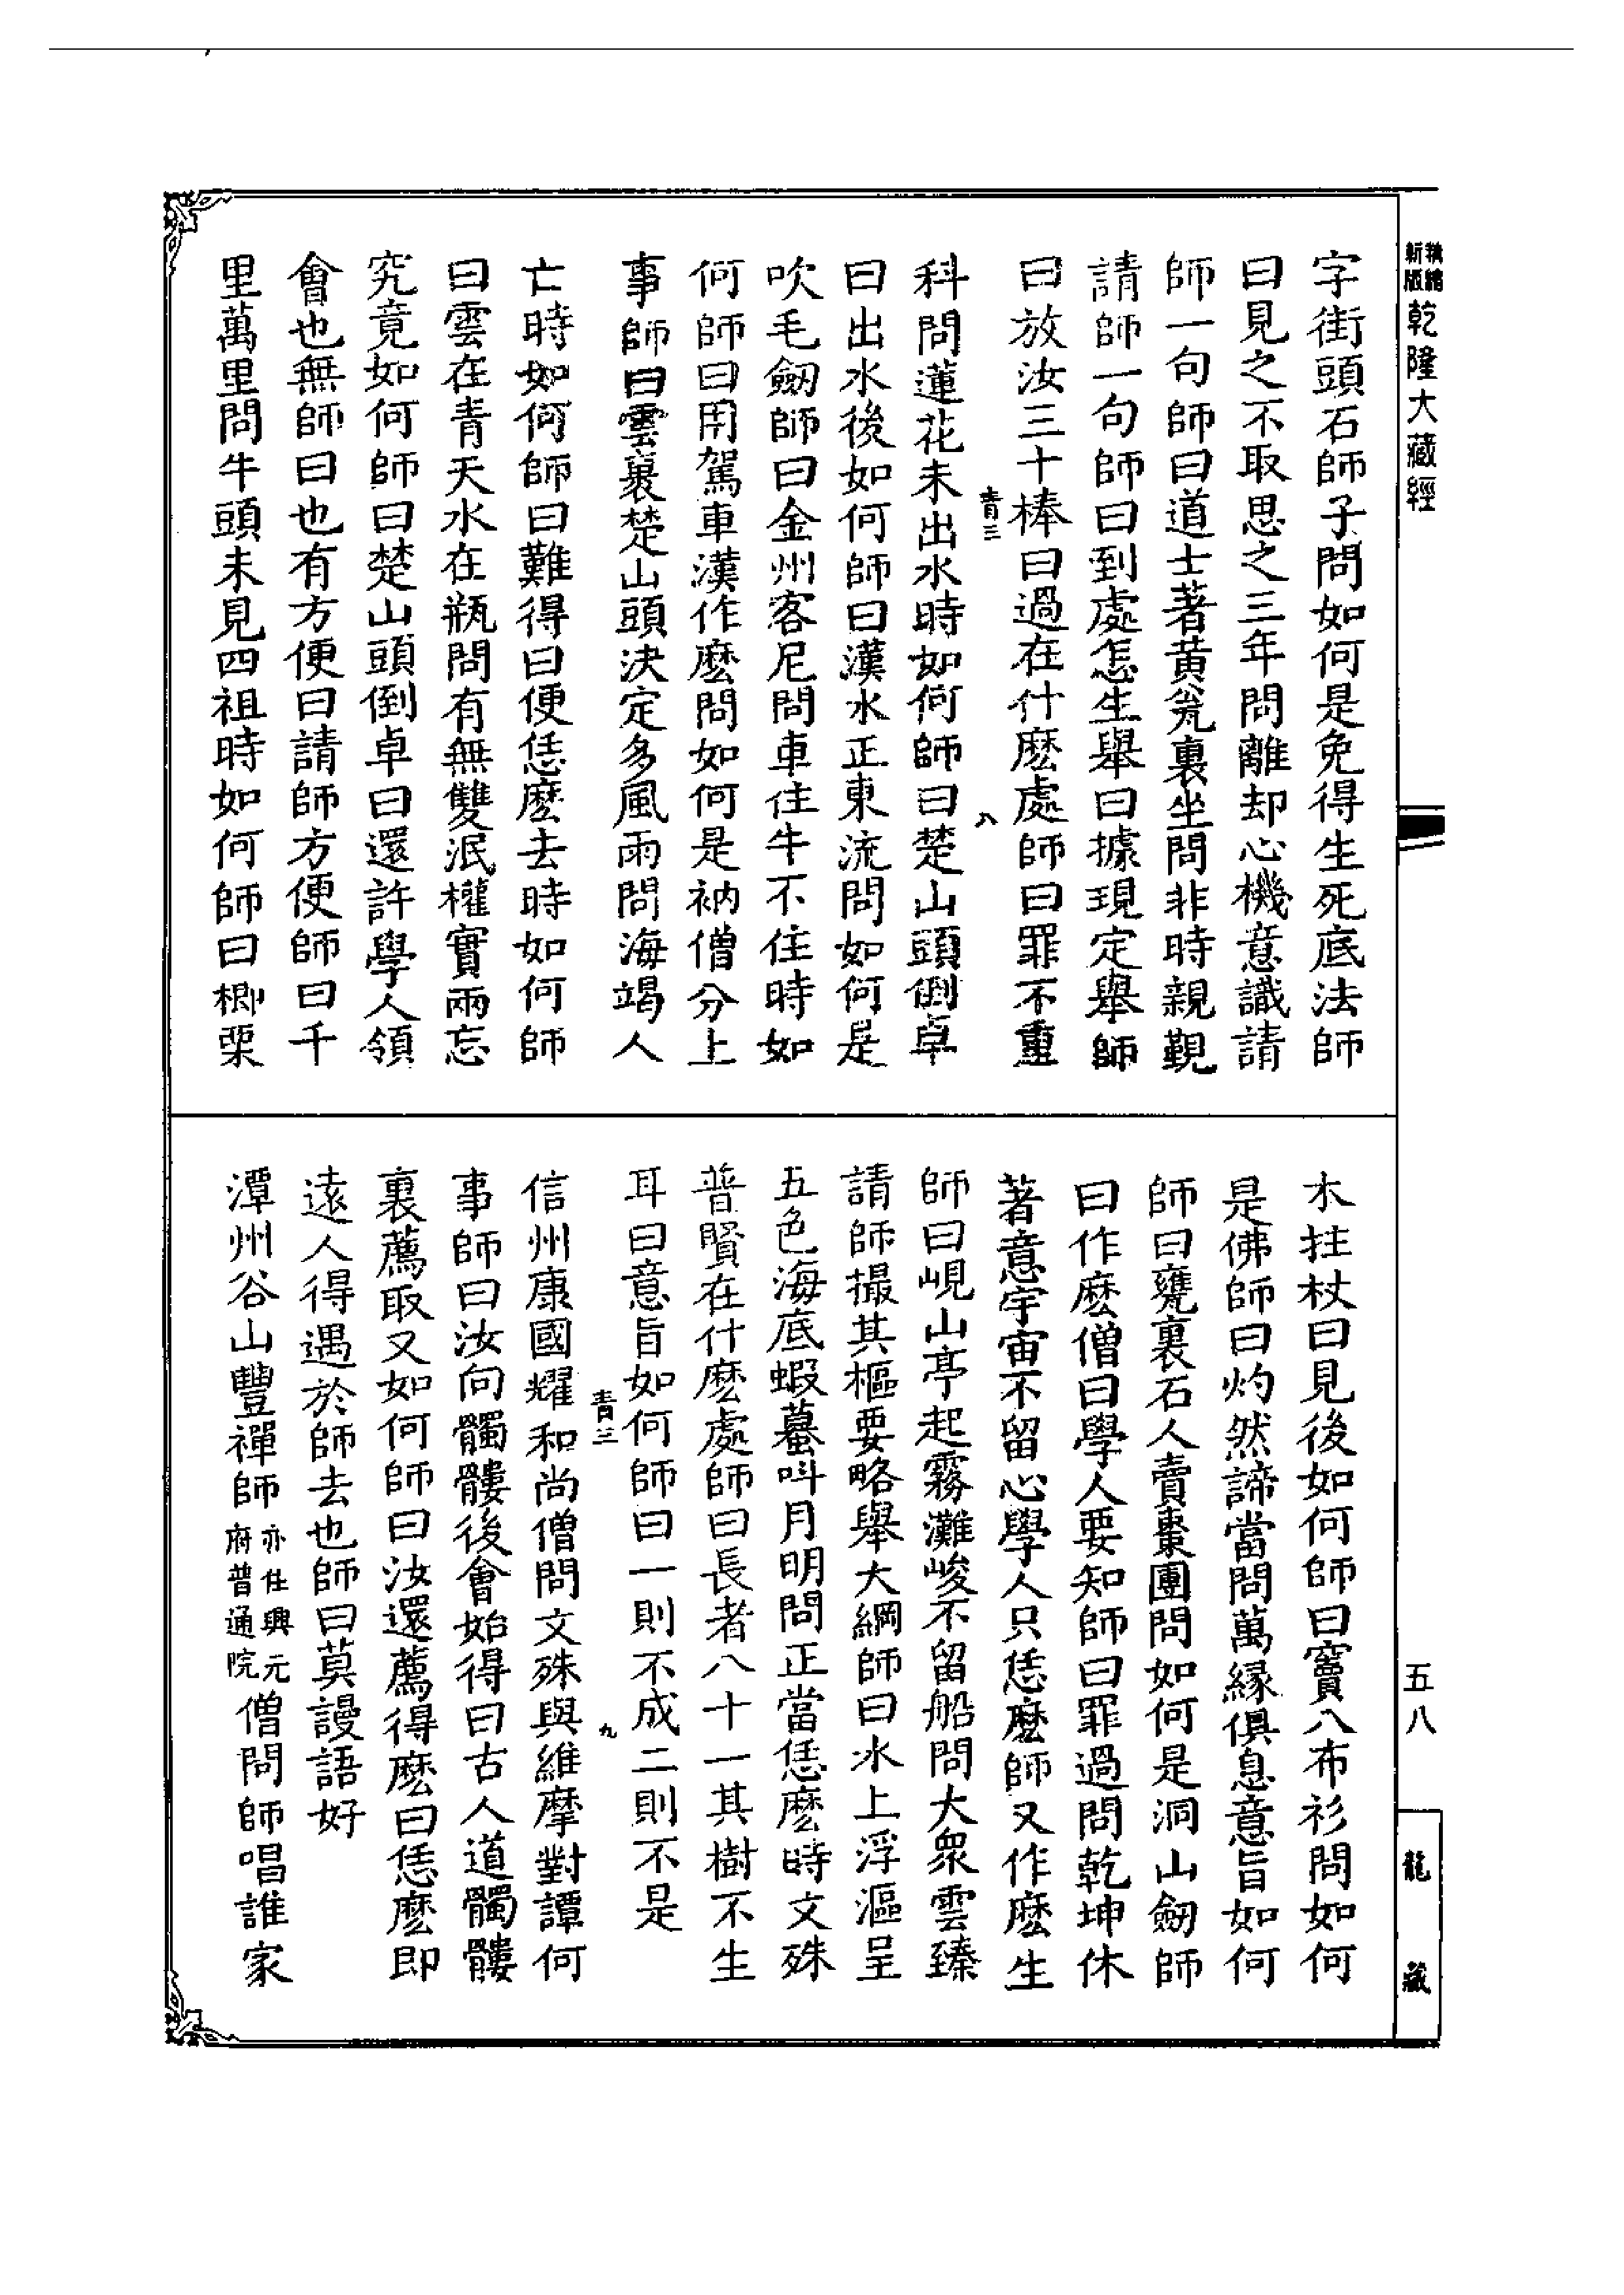 精縮
新版
乾隆大藏經
五八
龍藏
字街頭石師子問如何是免得生死底法師
曰見之不取思之三年問離却心機意識請
師一句師曰道士著黃瓮裏坐問非時親覲
請師一句師曰到處怎生舉曰據現定舉師
曰放汝三十棒曰過在什麽處師曰罪不重
青三
八
科問蓮花未出水時如何師曰楚山頭倒卓
曰出水後如何師曰漢水正東流問如何是
吹毛劒師曰金州客尼問車住牛不住時如
何師曰用駕車漢作麽問如何是衲僧分上
事師曰雲裏楚山頭決定多風雨問海竭人
亡時如何師曰難得曰便恁麽去時如何師
曰雲在青天水在瓶問有無雙泯權實兩忘
究竟如何師曰楚山頭倒卓曰還許學人領
會也無師曰也有方便曰請師方便師曰千
里萬里問牛頭未見四祖時如何師曰楖栗
木拄杖曰見後如何師曰竇八布衫問如何
是佛師曰灼然諦當問萬緣俱息意旨如何
師曰甕裏石人賣棗團問如何是洞山劒師
曰作麽僧曰學人要知師曰罪過問乾坤休
著意宇宙不留心學人只恁麽師又作麽生
師曰峴山亭起霧灘峻不留船問大衆雲臻
請師撮其樞要略舉大綱師曰水上浮漚呈
五色海底蝦蟇叫月明問正當恁麽時文殊
普賢在什麽處師曰長者八十一其樹不生
耳曰意旨如何師曰一則不成二則不是
青三
九
信州康國耀和尚僧問文殊與維摩對譚何
事師曰汝向髑髏後會始得曰古人道髑髏
裏薦取又如何師曰汝還薦得麽曰恁麽即
遠人得遇於師去也師曰莫謾語好
潭州谷山豐禪師亦住興元府普通院僧問師唱誰家